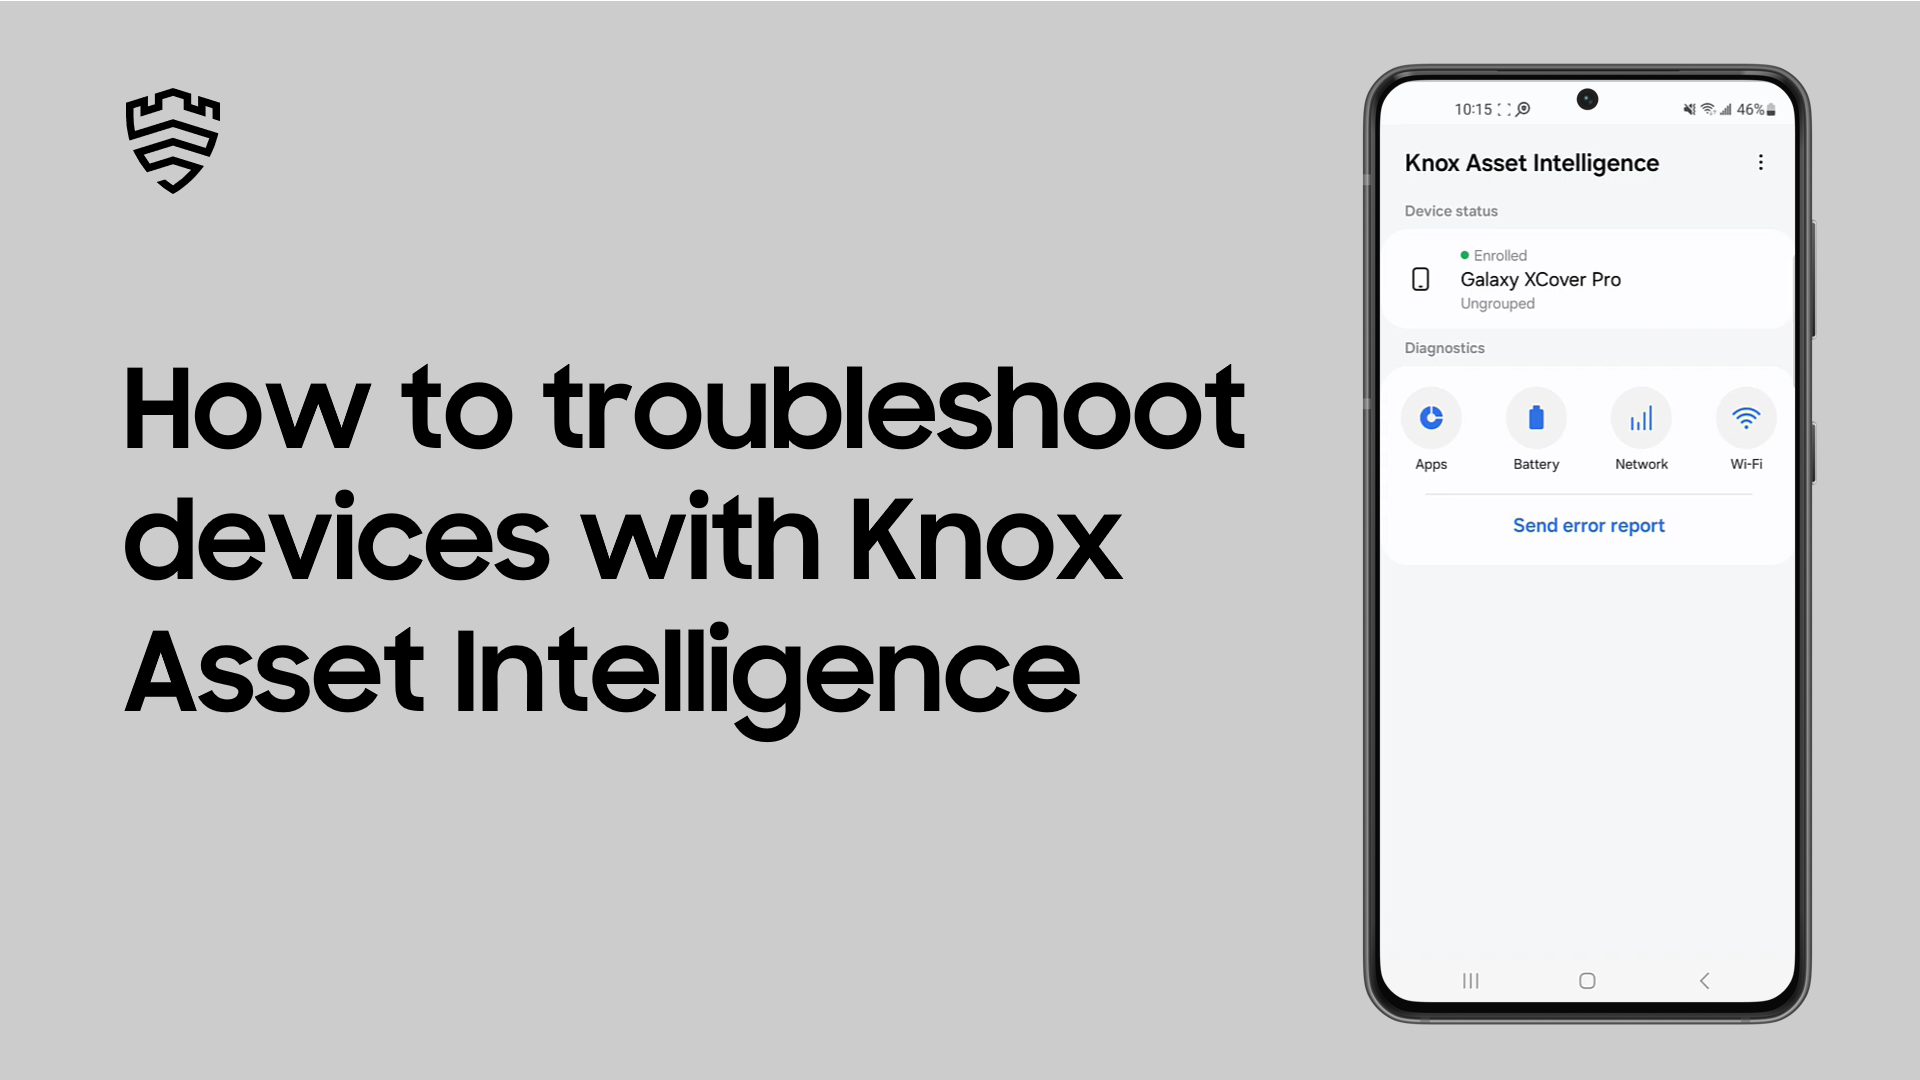 How to troubleshoot
devices with Knox
Asset Intelligence
10:15
46%
Knox Asset Intelligence
Device status
Enrolled
Galaxy XCover Pro
Ungrouped
Diagnostics
Apps Battery Network Wi-Fi
Send error report